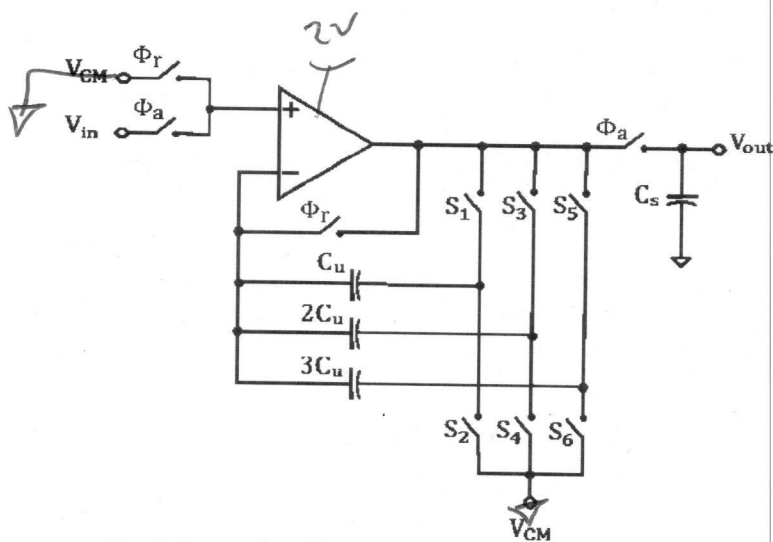 2V
Φr
VCM
Φa
Vin
+
−
Φa
Vout
S1
S3
S5
Cs
Φr
Cu
2Cu
3Cu
S2
S4
S6
VCM